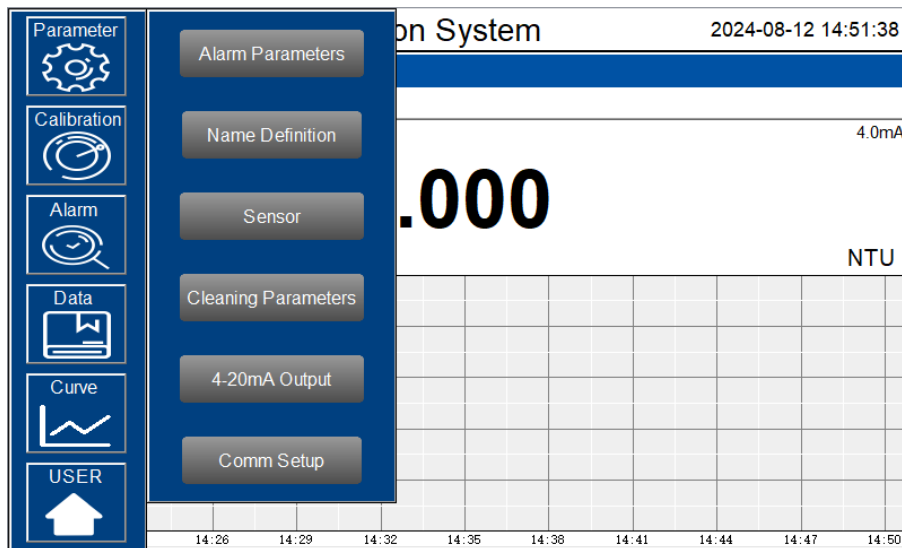 Parameter
Calibration
Alarm
Data
Curve
USER
Alarm Parameters
Name Definition
Sensor
Cleaning Parameters
4-20mA Output
Comm Setup
on System
2024-08-12 14:51:38
4.0mA
.000
NTU
14:26 14:29 14:32 14:35 14:38 14:41 14:44 14:47 14:50